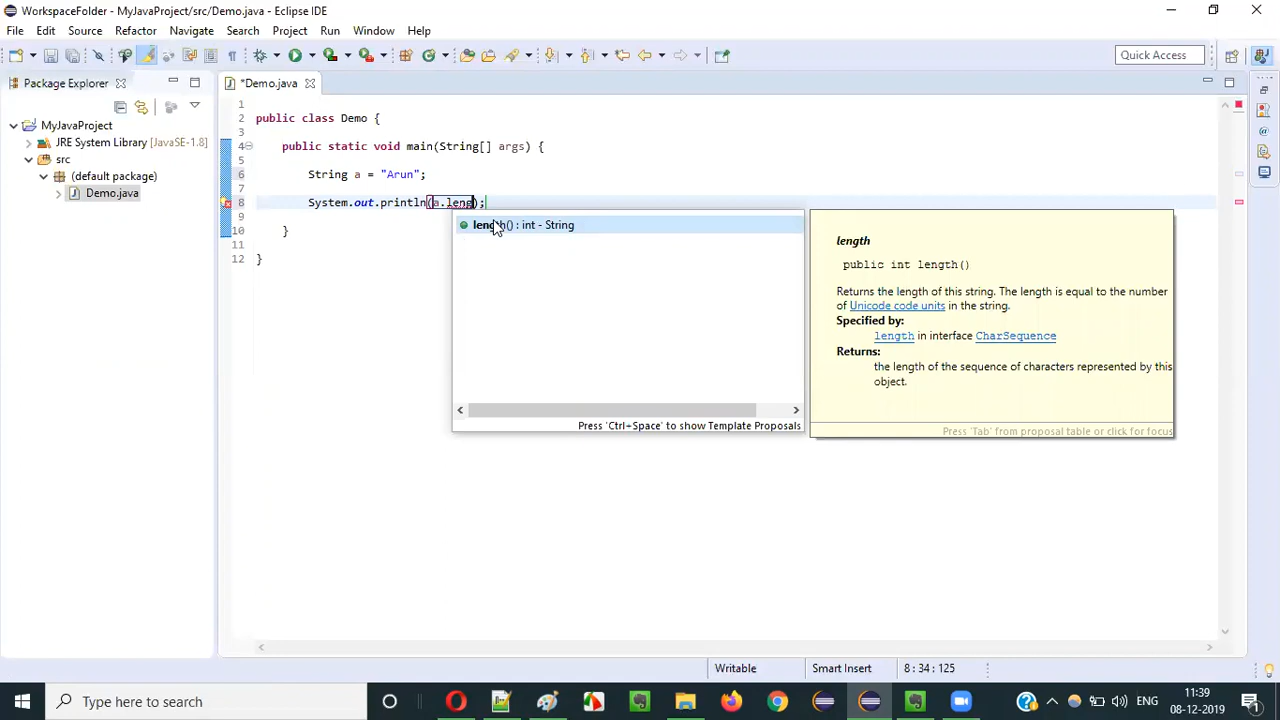 WorkspaceFolder - MyJavaProject/src/Demo.java - Eclipse IDE
File Edit Source Refactor Navigate Search Project Run Window Help
Quick Access
Package Explorer
*Demo.java
MyJavaProject
JRE System Library [JavaSE-1.8]
src
(default package)
Demo.java
1
2 public class Demo {
3
4 public static void main(String[] args) {
5
6 String a = "Arun";
7
8 System.out.println(a.leng);
9
10 }
11
12 }
length() : int - String
Press 'Ctrl+Space' to show Template Proposals
length
public int length()
Returns the length of this string. The length is equal to the number
of Unicode code units in the string.
Specified by:
length in interface CharSequence
Returns:
the length of the sequence of characters represented by this
object.
Press 'Tab' from proposal table or click for focus
Writable Smart Insert 8 : 34 : 125
Type here to search
ENG
11:39
08-12-2019